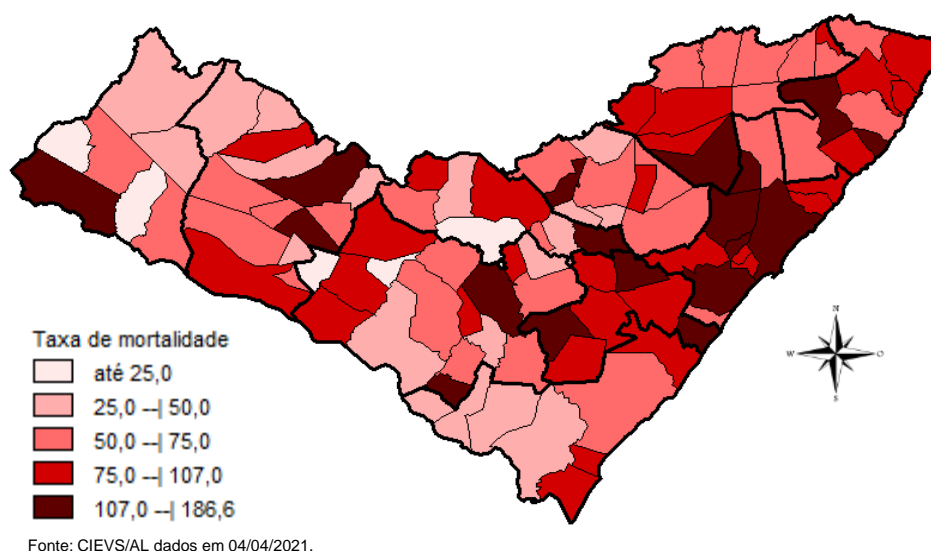 Taxa de mortalidade
até 25,0
25,0 --| 50,0
50,0 --| 75,0
75,0 --| 107,0
107,0 --| 186,6
N
W
O
S
Fonte: CIEVS/AL dados em 04/04/2021.